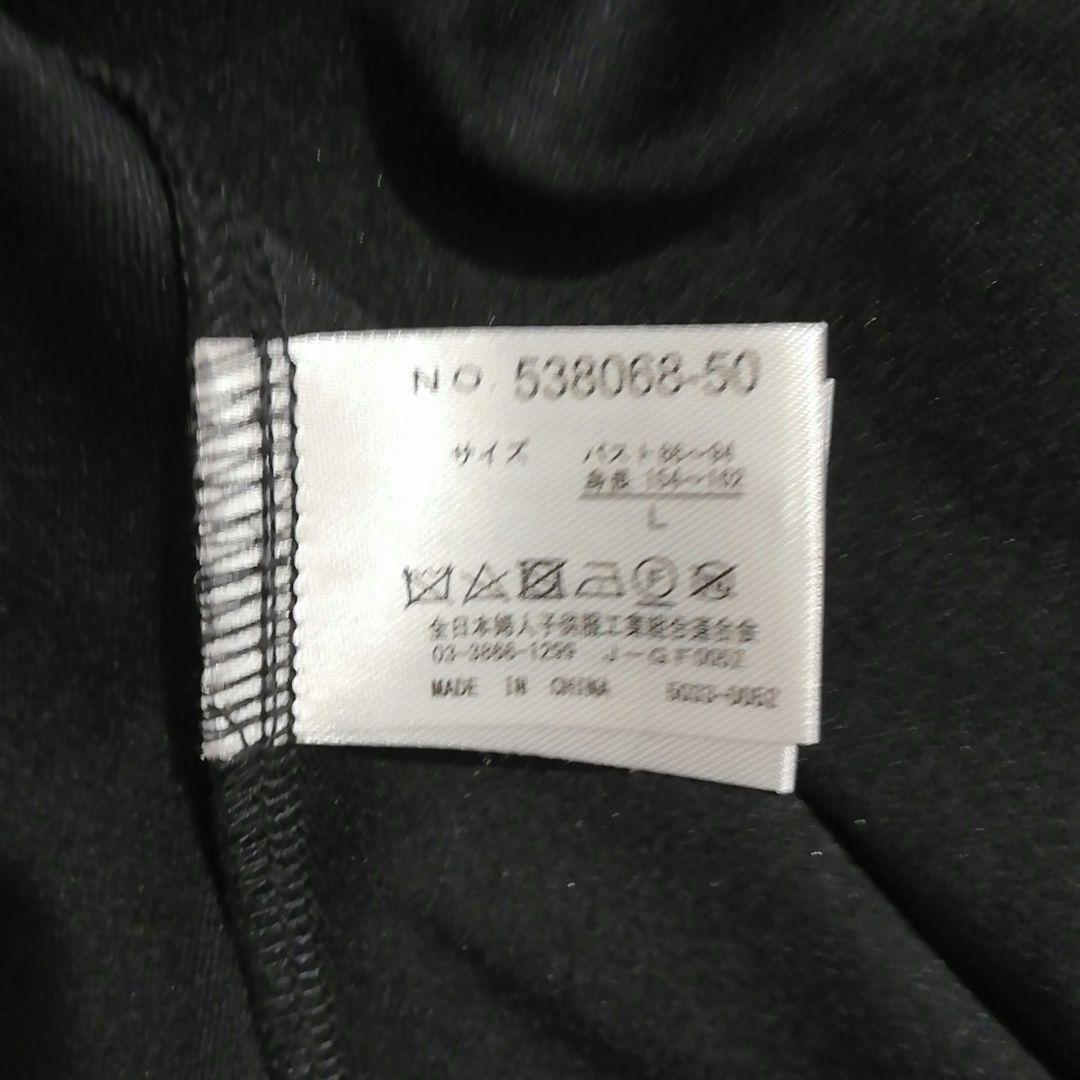 NO. 538068-50
サイズ バスト86~94
身長 154~162
L
全日本婦人子供服工業組合連合会
03-3866-1299 J-GF0052
MADE IN CHINA 5033-0052